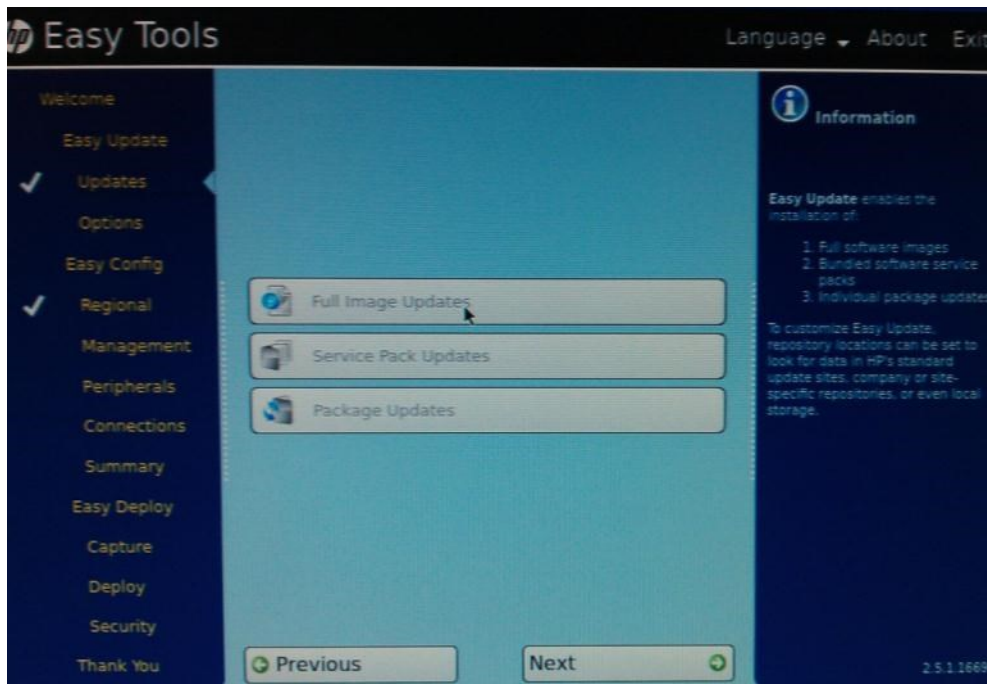 hp Easy Tools
Language About Exit
Welcome
Easy Update
Updates
Options
Easy Config
Regional
Management
Peripherals
Connections
Summary
Easy Deploy
Capture
Deploy
Security
Thank You
Full Image Updates
Service Pack Updates
Package Updates
Previous
Next
Information
Easy Update enables the
installation of:
1. Full software images
2. Bundled software service
packs
3. Individual package updates
To customize Easy Update,
repository locations can be set to
look for data in HP's standard
update sites, company or site-
specific repositories, or even local
storage.
2.5.1.1669